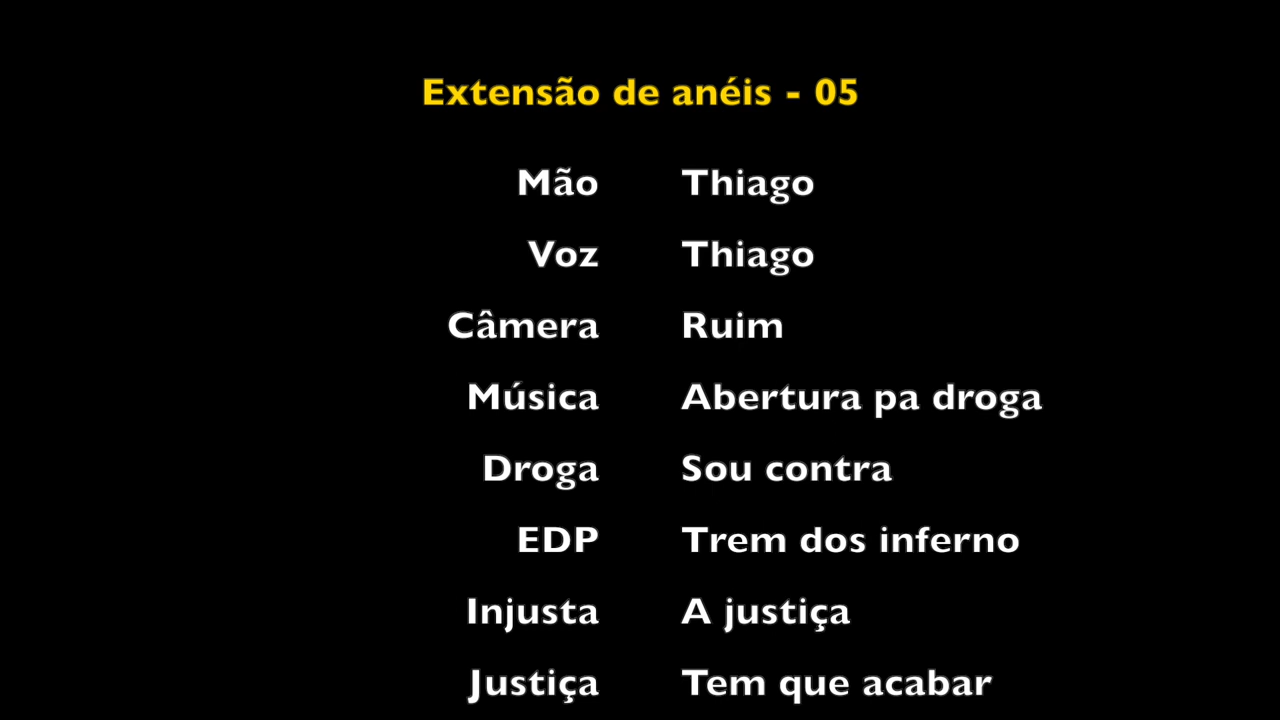 Extensão de anéis - 05
Mão Thiago
Voz Thiago
Câmera Ruim
Música Abertura pa droga
Droga Sou contra
EDP Trem dos inferno
Injusta A justiça
Justiça Tem que acabar